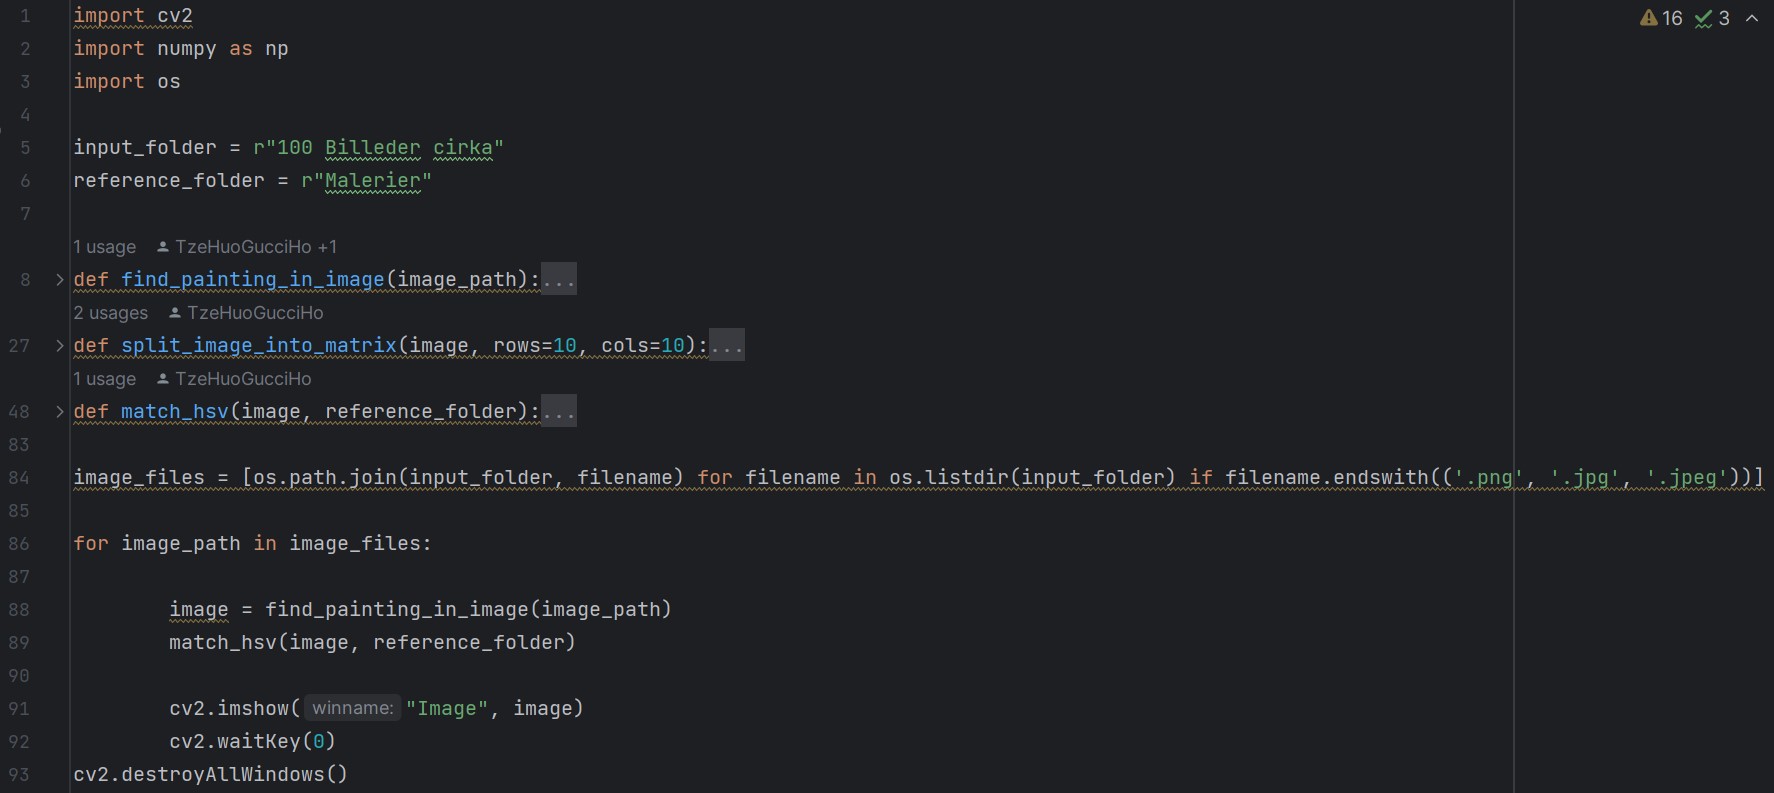 16 3
1 import cv2
2 import numpy as np
3 import os
4
5 input_folder = r"100 Billeder cirka"
6 reference_folder = r"Malerier"
7
1 usage TzeHuoGucciHo +1
8 def find_painting_in_image(image_path):...
2 usages TzeHuoGucciHo
27 def split_image_into_matrix(image, rows=10, cols=10):...
1 usage TzeHuoGucciHo
48 def match_hsv(image, reference_folder):...
83
84 image_files = [os.path.join(input_folder, filename) for filename in os.listdir(input_folder) if filename.endswith(('.png', '.jpg', '.jpeg'))]
85
86 for image_path in image_files:
87
88 image = find_painting_in_image(image_path)
89 match_hsv(image, reference_folder)
90
91 cv2.imshow( winname: "Image", image)
92 cv2.waitKey(0)
93 cv2.destroyAllWindows()